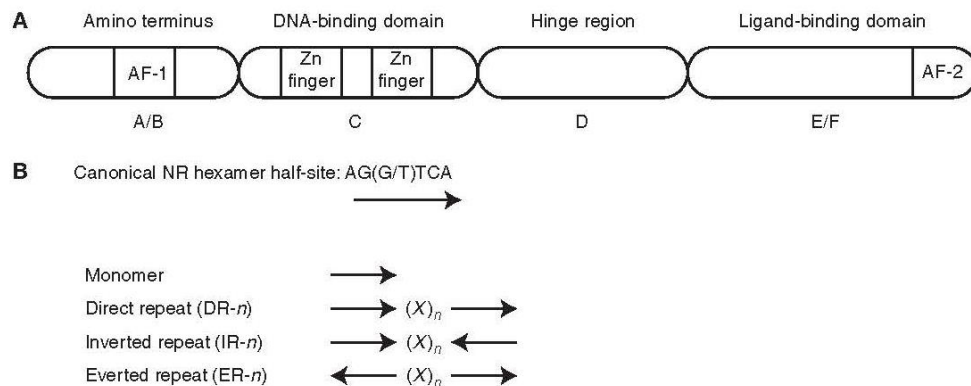 A Amino terminus DNA-binding domain Hinge region Ligand-binding domain
AF-1 Zn finger Zn finger AF-2
A/B C D E/F
B Canonical NR hexamer half-site: AG(G/T)TCA
Monomer
Direct repeat (DR-n) (X)n
Inverted repeat (IR-n) (X)n
Everted repeat (ER-n) (X)n